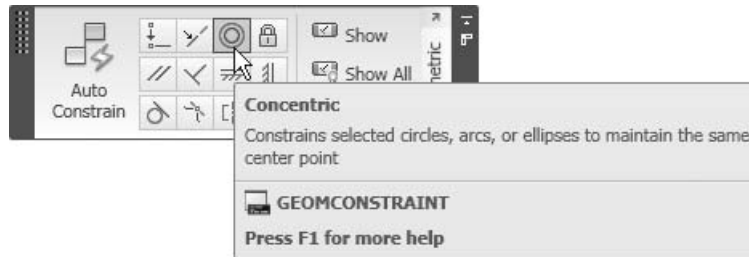 Auto
Constrain
Show
Show All
metric
Concentric
Constrains selected circles, arcs, or ellipses to maintain the same
center point
GEOMCONSTRAINT
Press F1 for more help